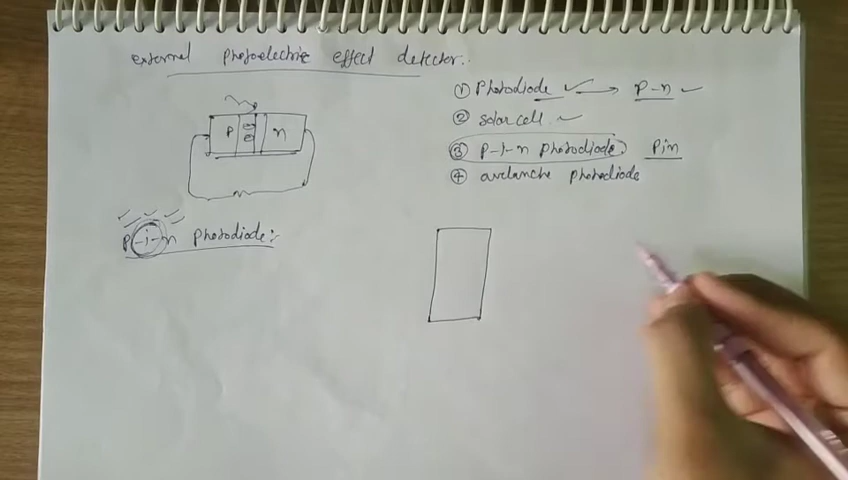 external photoelectric effect detector..
① Photodiode ✓ → P-n ✓
② solar cell ✓
③ P-i-n photodiode. Pin
④ avalanche photodiode
P n
P-i-n photodiode: